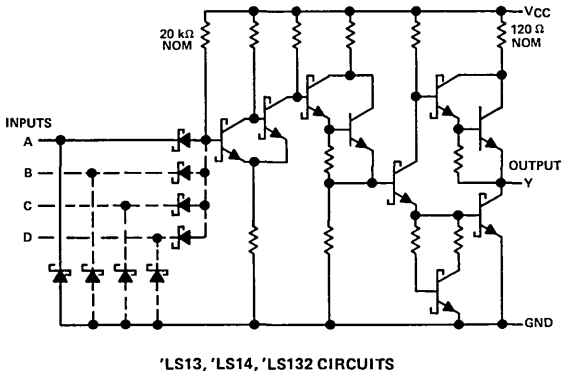 VCC
20 kΩ
NOM
120 Ω
NOM
INPUTS
A
B
C
D
OUTPUT
Y
GND
'LS13, 'LS14, 'LS132 CIRCUITS